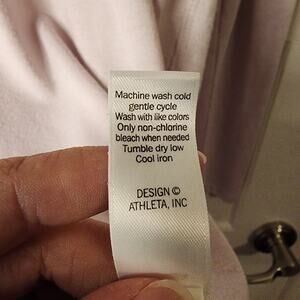 Machine wash cold
gentle cycle
Wash with like colors
Only non-chlorine
bleach when needed
Tumble dry low
Cool iron
DESIGN ©
ATHLETA, INC